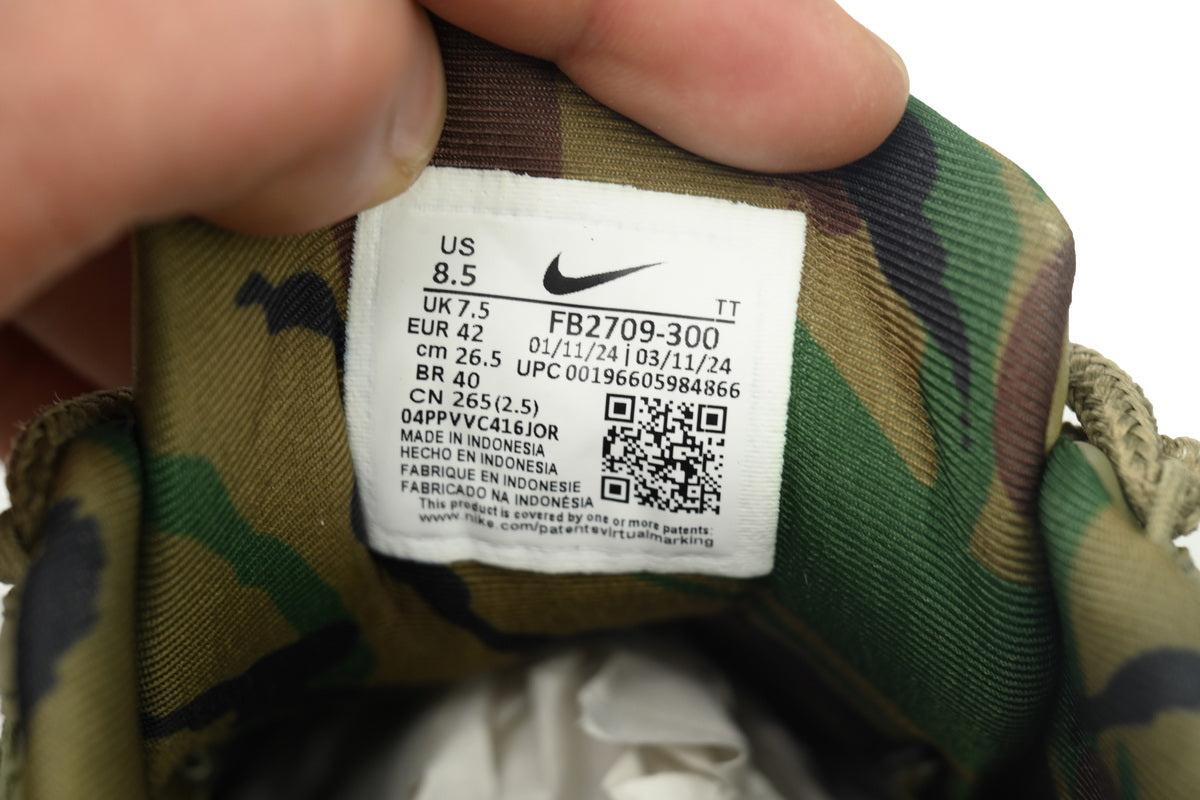 US
8.5
TT
UK 7.5
FB2709-300
EUR 42
01/11/24 | 03/11/24
cm 26.5
UPC 00196605984866
BR 40
CN 265(2.5)
04PPVVC416JOR
MADE IN INDONESIA
HECHO EN INDONESIA
FABRIQUE EN INDONESIE
FABRICADO NA INDONÉSIA
This product is covered by one or more patents:
www.nike.com/patentsvirtualmarking